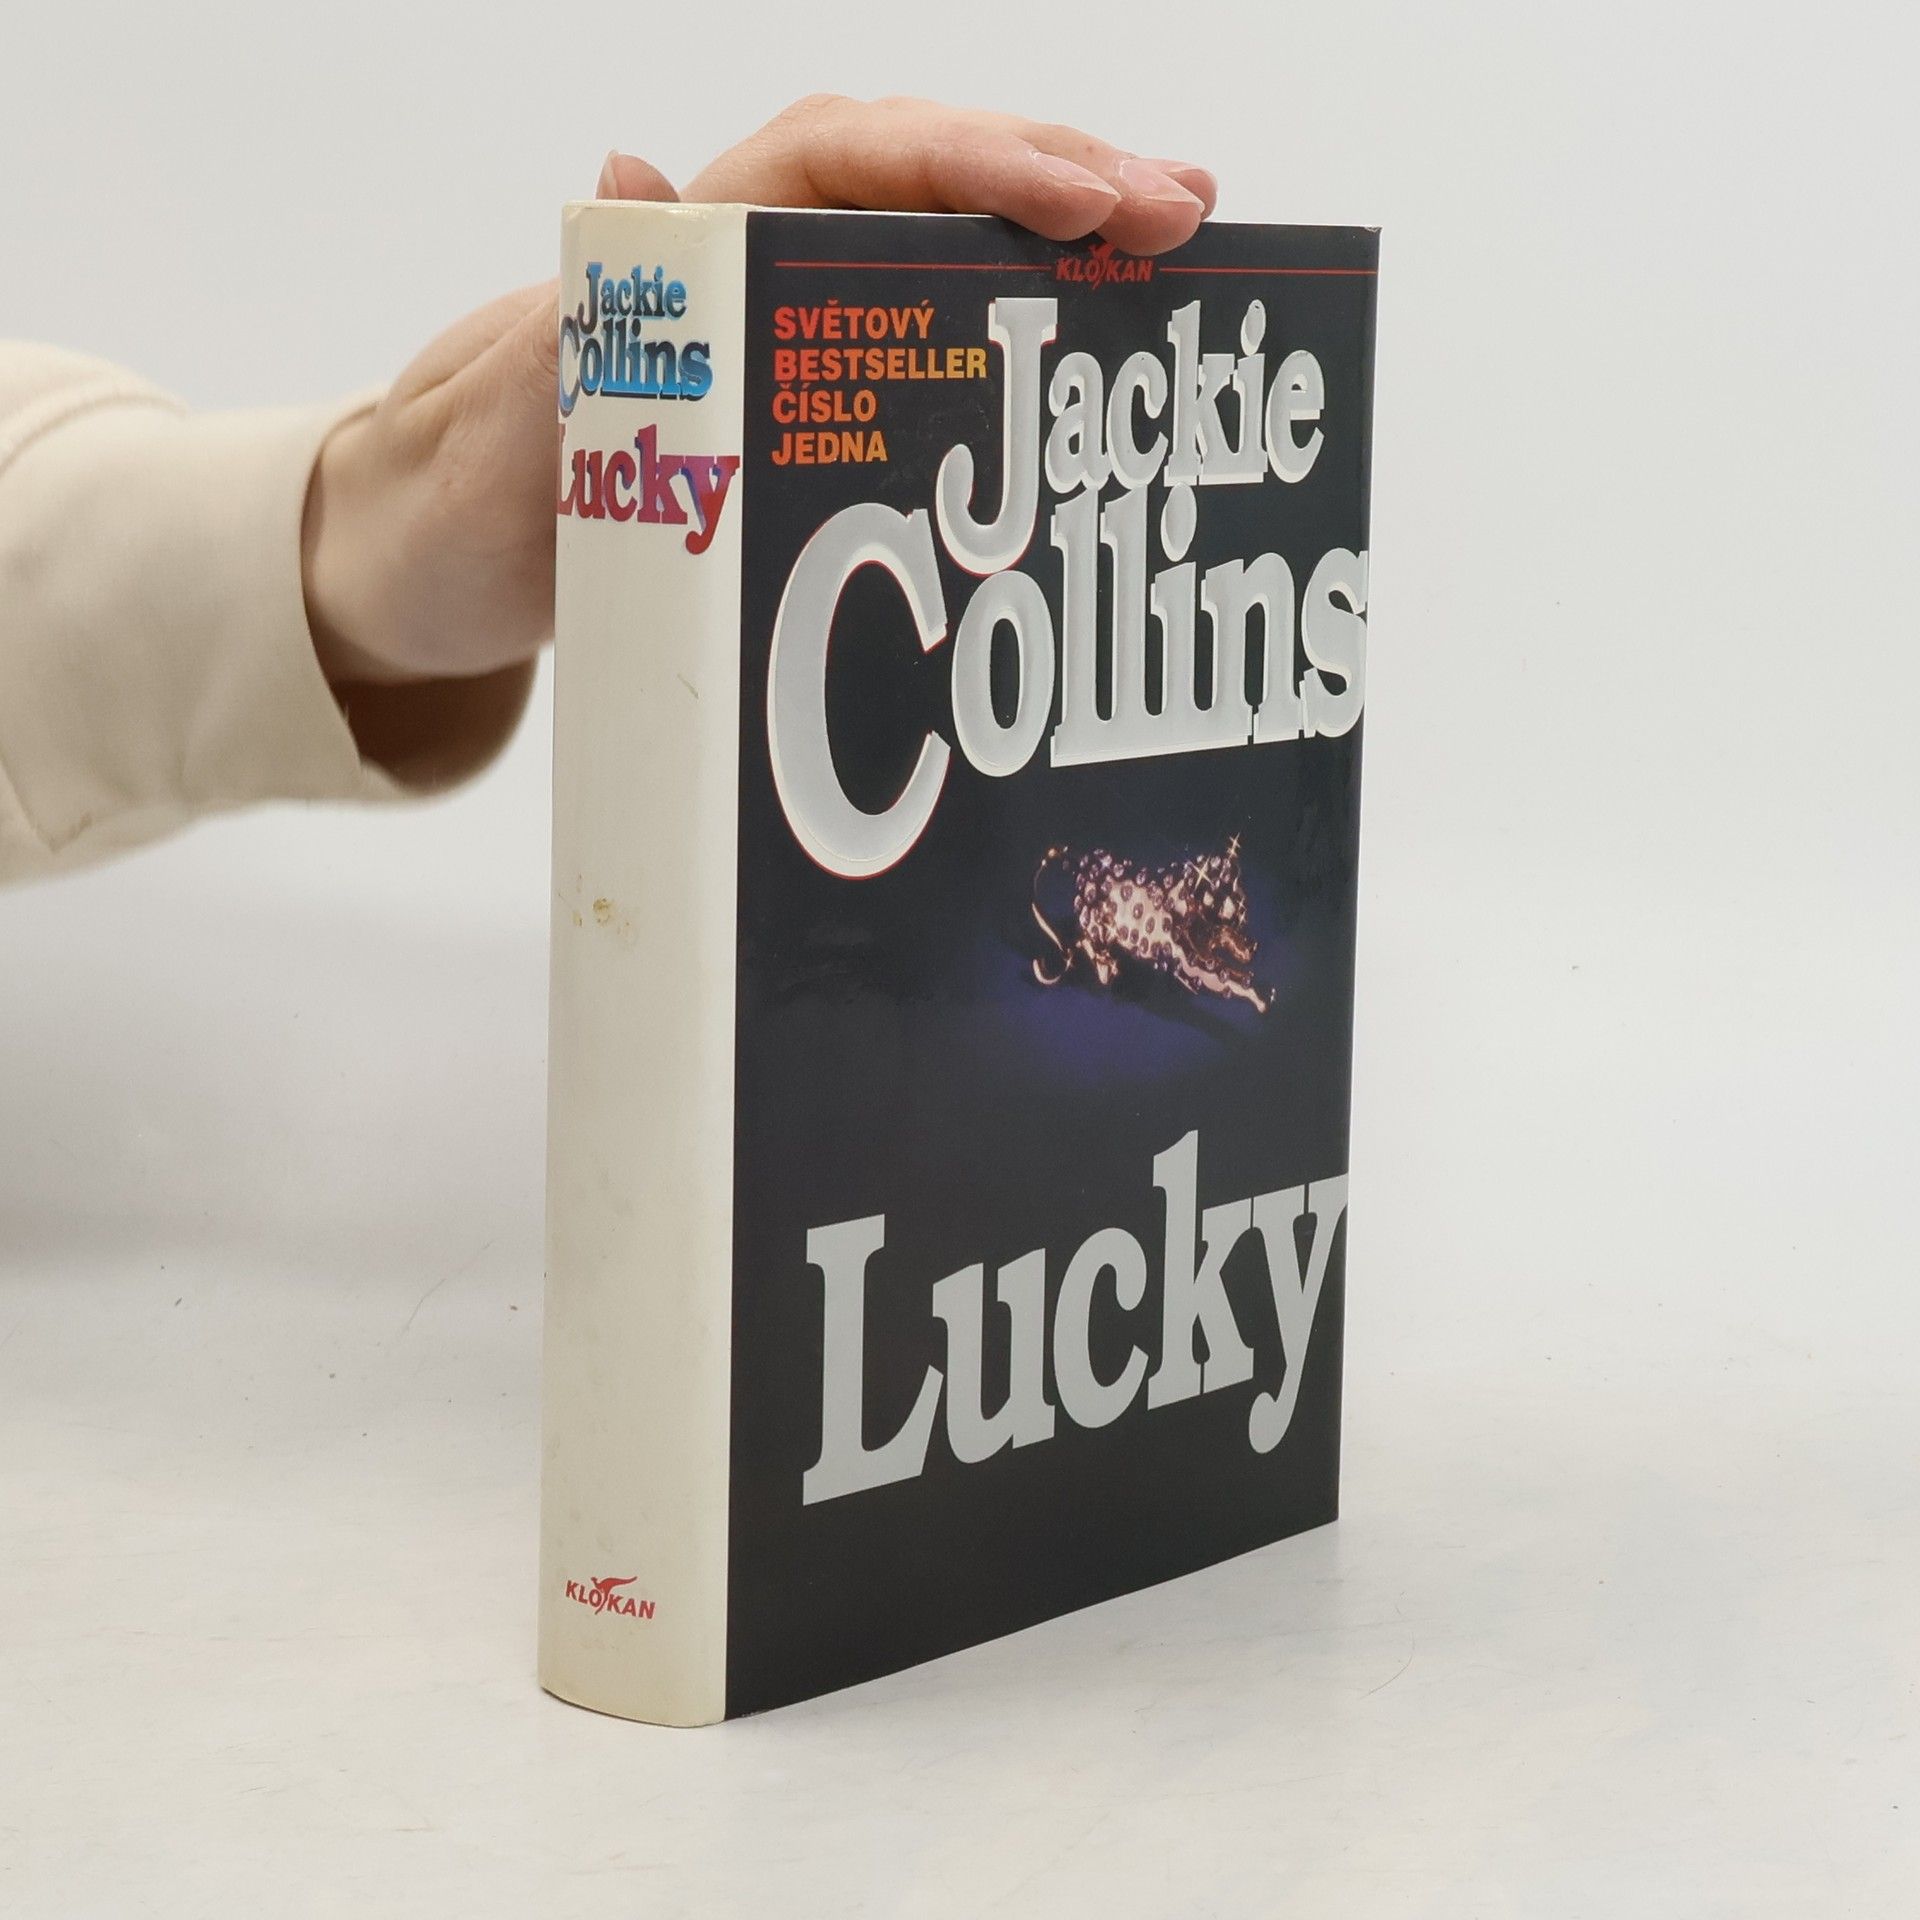 Jackie
Collins
Lucky
KLOKAN
KLOKAN
SVĚTOVÝ
BESTSELLER
ČÍSLO
JEDNA
Jackie
Collins
Lucky